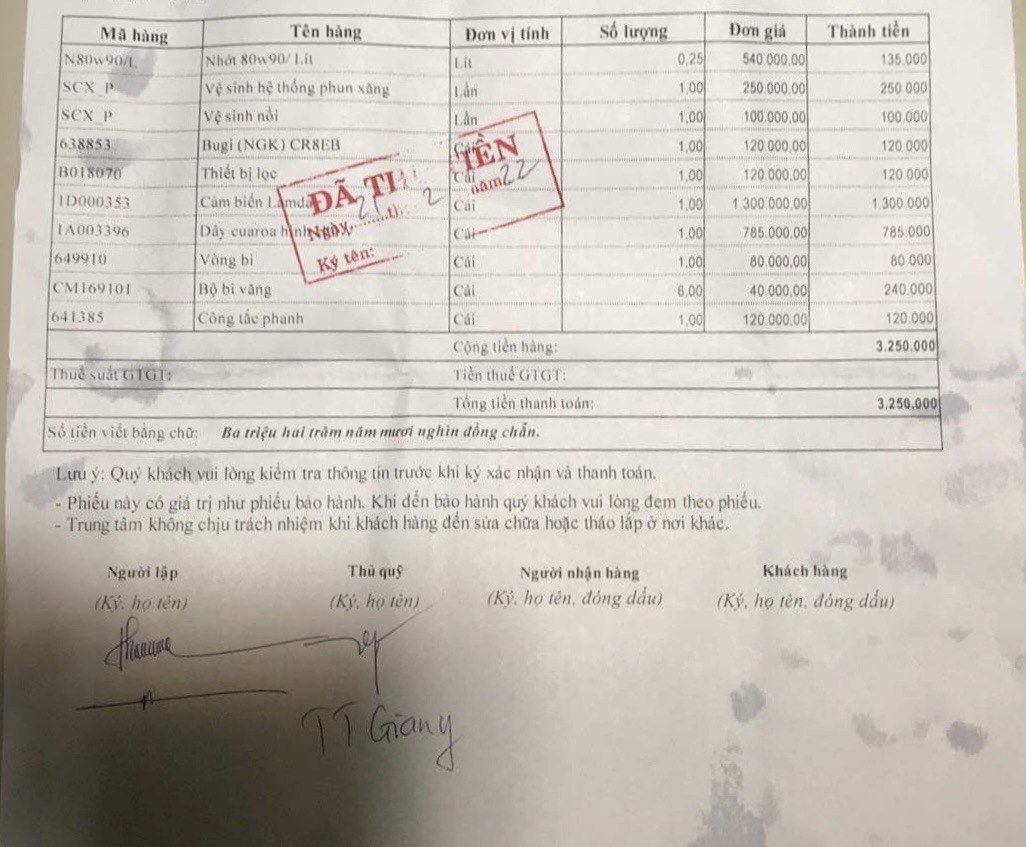 Mã hàng Tên hàng Đơn vị tính Số lượng Đơn giá Thành tiền
N80w90/L Nhớt 80w90/ Lít Lít 0,25 540.000,00 135.000
SCX_P Vệ sinh hệ thống phun xăng Lần 1,00 250.000,00 250.000
SCX_P Vệ sinh nồi Lần 1,00 100.000,00 100.000
638853 Bugi (NGK) CR8EB Cái 1,00 120.000,00 120.000
B018070 Thiết bị lọc Cái 1,00 120.000,00 120.000
1D000353 Cảm biến Lamda Cái 1,00 1.300.000,00 1.300.000
1A003396 Dây cuaroa hình Cái 1,00 785.000,00 785.000
649910 Vòng bi Cái 1,00 80.000,00 80.000
CM169101 Bộ bi văng Cái 6,00 40.000,00 240.000
641385 Công tắc phanh Cái 1,00 120.000,00 120.000
ĐÃ TI TIỀN
Ngày 2 năm 22
Ký tên:
Cộng tiền hàng: 3.250.000
Thuế suất GTGT: Tiền thuế GTGT:
Tổng tiền thanh toán: 3.250.000
Số tiền viết bằng chữ: Ba triệu hai trăm năm mươi nghìn đồng chẵn.
Lưu ý: Quý khách vui lòng kiểm tra thông tin trước khi ký xác nhận và thanh toán.
- Phiếu này có giá trị như phiếu bảo hành. Khi đến bảo hành quý khách vui lòng đem theo phiếu.
- Trung tâm không chịu trách nhiệm khi khách hàng đến sửa chữa hoặc tháo lắp ở nơi khác.
Người lập Thủ quỹ Người nhận hàng Khách hàng
(Ký, họ tên) (Ký, họ tên) (Ký, họ tên, đóng dấu) (Ký, họ tên, đóng dấu)
TT Giang